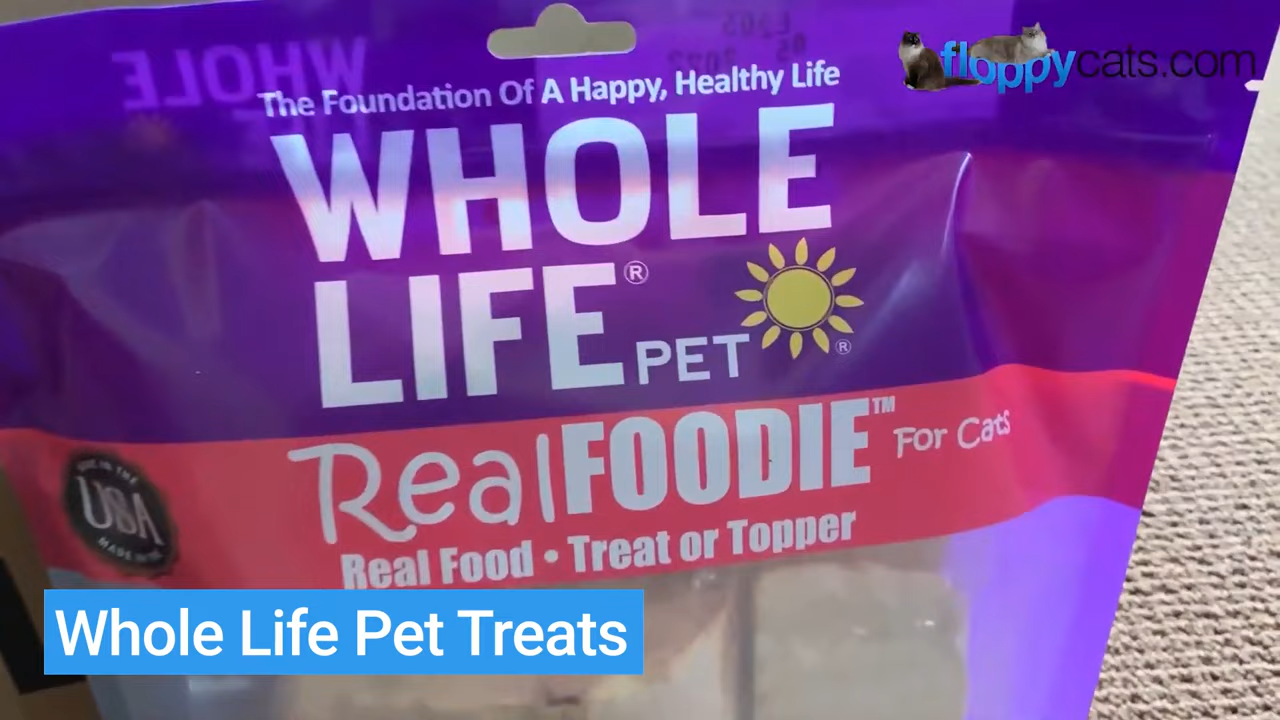 floppycats.com
The Foundation Of A Happy, Healthy Life
WHOLE
LIFE®
PET ®
RealFOODIE™ For Cats
Real Food • Treat or Topper
USA
WHOLE
Whole Life Pet Treats